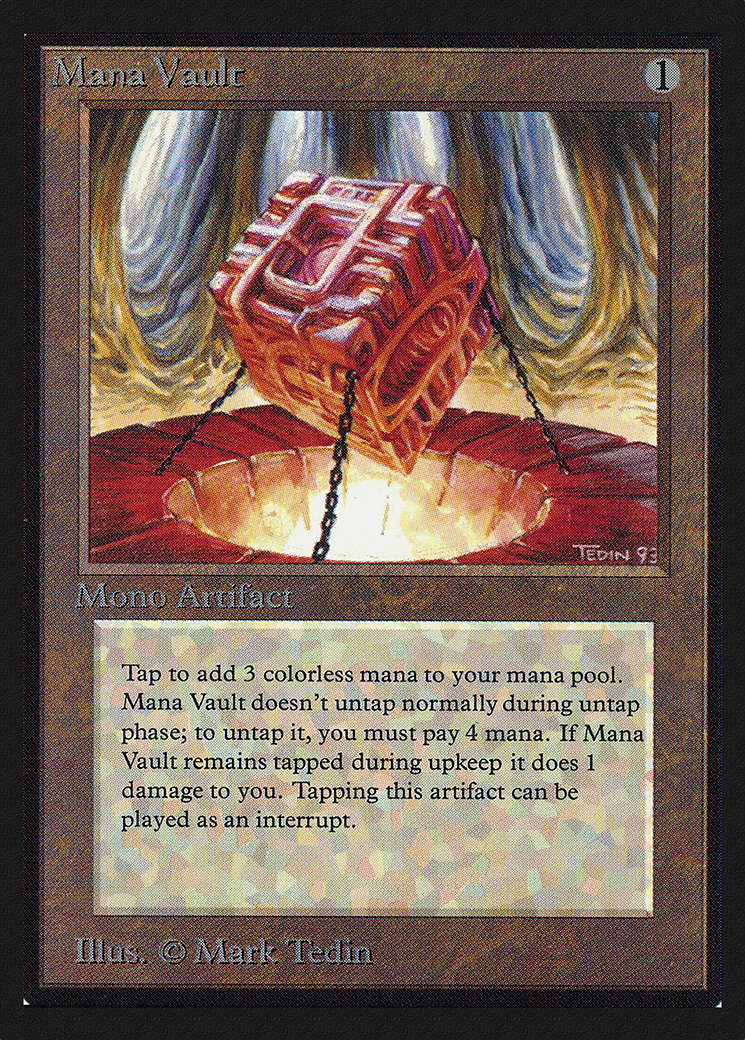 Mana Vault 1
TEDIN 93
Mono Artifact
Tap to add 3 colorless mana to your mana pool.
Mana Vault doesn't untap normally during untap
phase; to untap it, you must pay 4 mana. If Mana
Vault remains tapped during upkeep it does 1
damage to you. Tapping this artifact can be
played as an interrupt.
Illus. © Mark Tedin